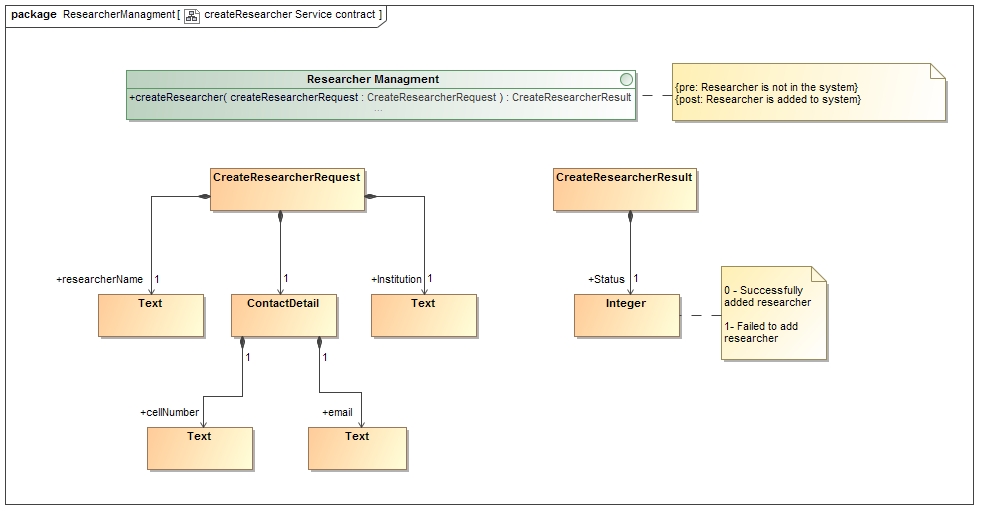 package ResearcherManagment[ createResearcher Service contract ]
Researcher Managment
+createResearcher( createResearcherRequest : CreateResearcherRequest ) : CreateResearcherResult
...
{pre: Researcher is not in the system}
{post: Researcher is added to system}
CreateResearcherRequest
CreateResearcherResult
+researcherName 1
1
+Institution 1
+Status 1
Text
ContactDetail
Text
Integer
0 - Successfully
added researcher
1- Failed to add
researcher
1
1
+cellNumber
+email
Text
Text